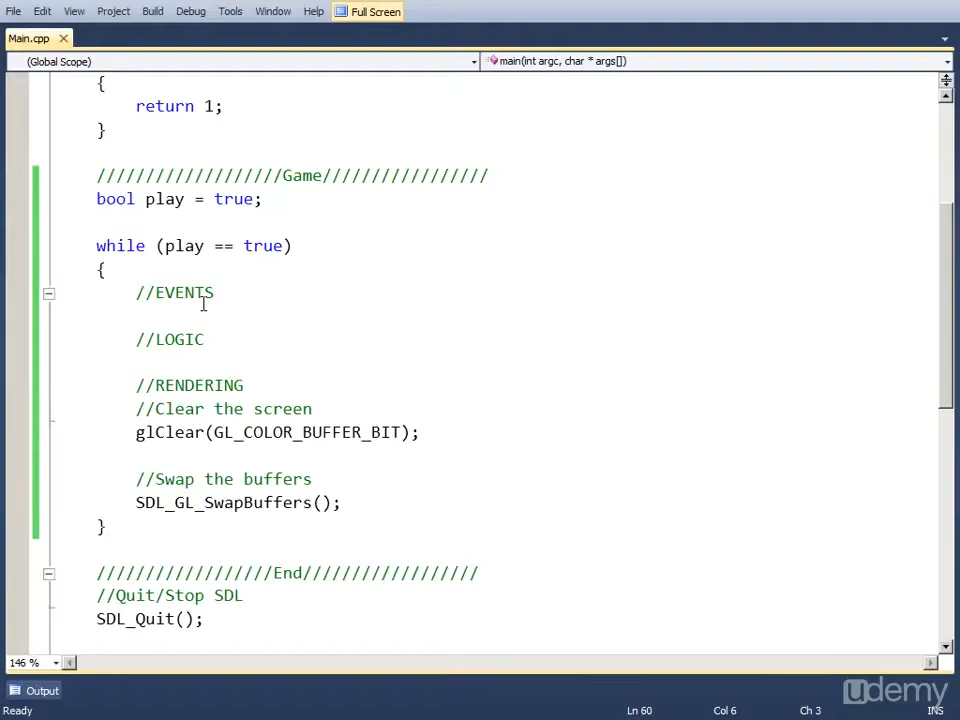 File Edit View Project Build Debug Tools Window Help Full Screen
Main.cpp
(Global Scope) main(int argc, char * args[])
{
return 1;
}
///////////////////Game/////////////////
bool play = true;
while (play == true)
{
//EVENTS
//LOGIC
//RENDERING
//Clear the screen
glClear(GL_COLOR_BUFFER_BIT);
//Swap the buffers
SDL_GL_SwapBuffers();
}
//////////////////End//////////////////
//Quit/Stop SDL
SDL_Quit();
146 %
Output
udemy
Ready Ln 60 Col 6 Ch 3 INS